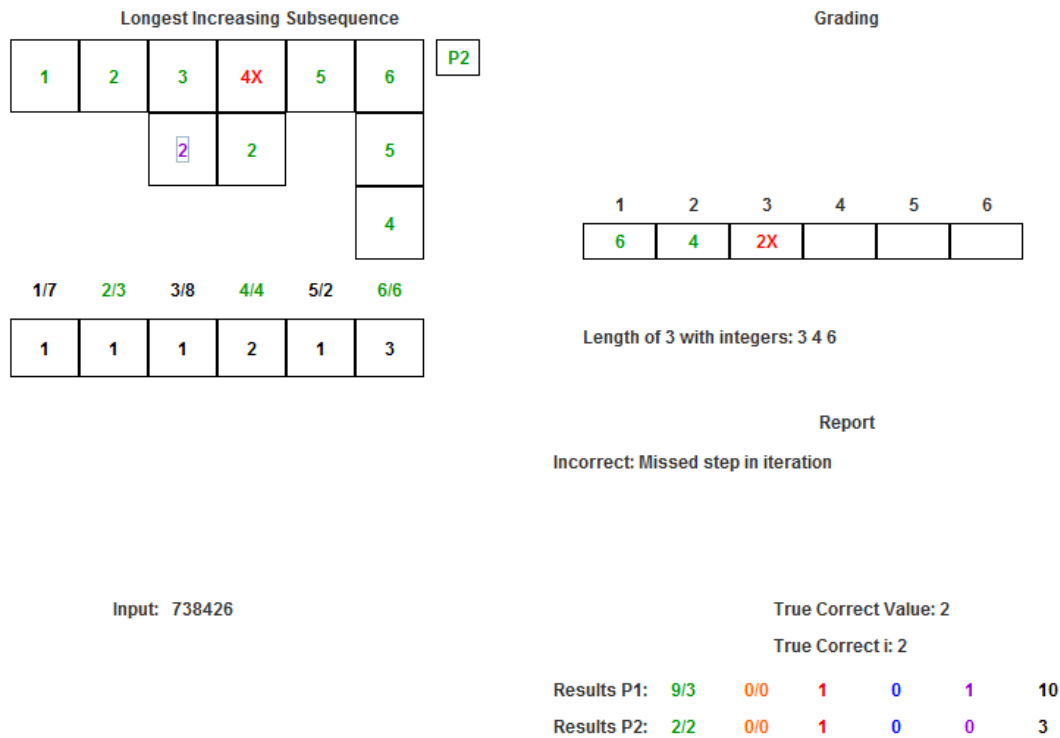 Longest Increasing Subsequence
1 2 3 4X 5 6 P2
2 2 5
4
1/7 2/3 3/8 4/4 5/2 6/6
1 1 1 2 1 3
Input: 738426
Grading
1 2 3 4 5 6
6 4 2X
Length of 3 with integers: 3 4 6
Report
Incorrect: Missed step in iteration
True Correct Value: 2
True Correct i: 2
Results P1: 9/3 0/0 1 0 1 10
Results P2: 2/2 0/0 1 0 0 3